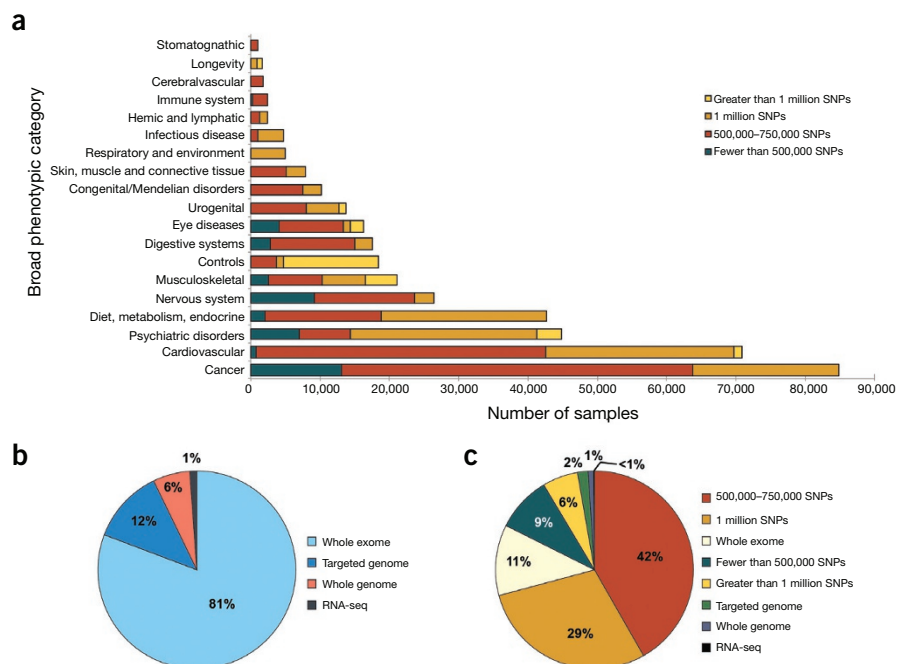 a
Broad phenotypic category
Stomatognathic
Longevity
Cerebralvascular
Immune system
Hemic and lymphatic
Infectious disease
Respiratory and environment
Skin, muscle and connective tissue
Congenital/Mendelian disorders
Urogenital
Eye diseases
Digestive systems
Controls
Musculoskeletal
Nervous system
Diet, metabolism, endocrine
Psychiatric disorders
Cardiovascular
Cancer
Greater than 1 million SNPs
1 million SNPs
500,000–750,000 SNPs
Fewer than 500,000 SNPs
0 10,000 20,000 30,000 40,000 50,000 60,000 70,000 80,000 90,000
Number of samples
b
1%
6%
12%
81%
Whole exome
Targeted genome
Whole genome
RNA-seq
c
2% 1% <1%
6%
9%
11%
42%
29%
500,000–750,000 SNPs
1 million SNPs
Whole exome
Fewer than 500,000 SNPs
Greater than 1 million SNPs
Targeted genome
Whole genome
RNA-seq